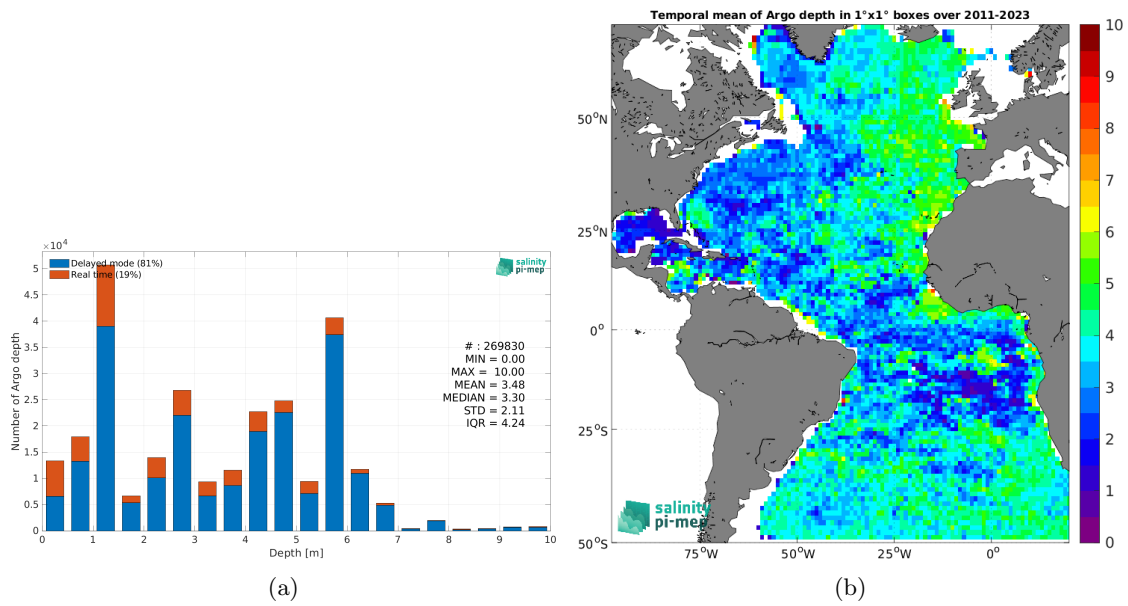 ×10⁴
Delayed mode (81%)
Real time (19%)
salinity
pi-mep
# : 269830
MIN = 0.00
MAX = 10.00
MEAN = 3.48
MEDIAN = 3.30
STD = 2.11
IQR = 4.24
Number of Argo depth
5
4.5
4
3.5
3
2.5
2
1.5
1
0.5
0
0 1 2 3 4 5 6 7 8 9 10
Depth [m]
(a)
Temporal mean of Argo depth in 1°x1° boxes over 2011-2023
50°N
25°N
0°
25°S
50°S
75°W 50°W 25°W 0°
salinity
pi-mep
10
9
8
7
6
5
4
3
2
1
0
(b)